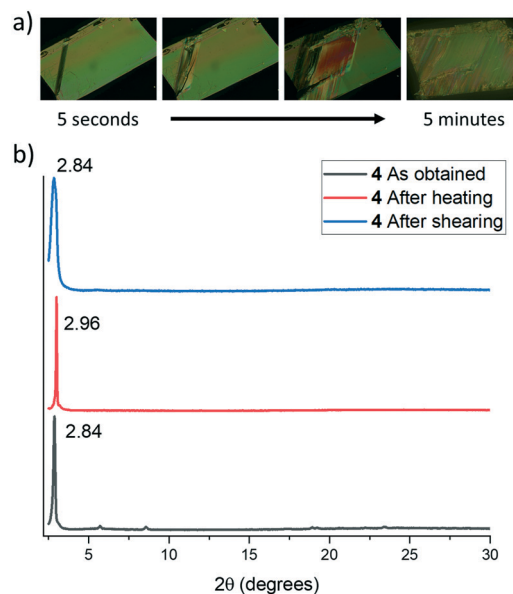 a)
5 seconds
5 minutes
b)
2.84
4 As obtained
4 After heating
4 After shearing
2.96
2.84
5
10
15
20
25
30
2θ (degrees)